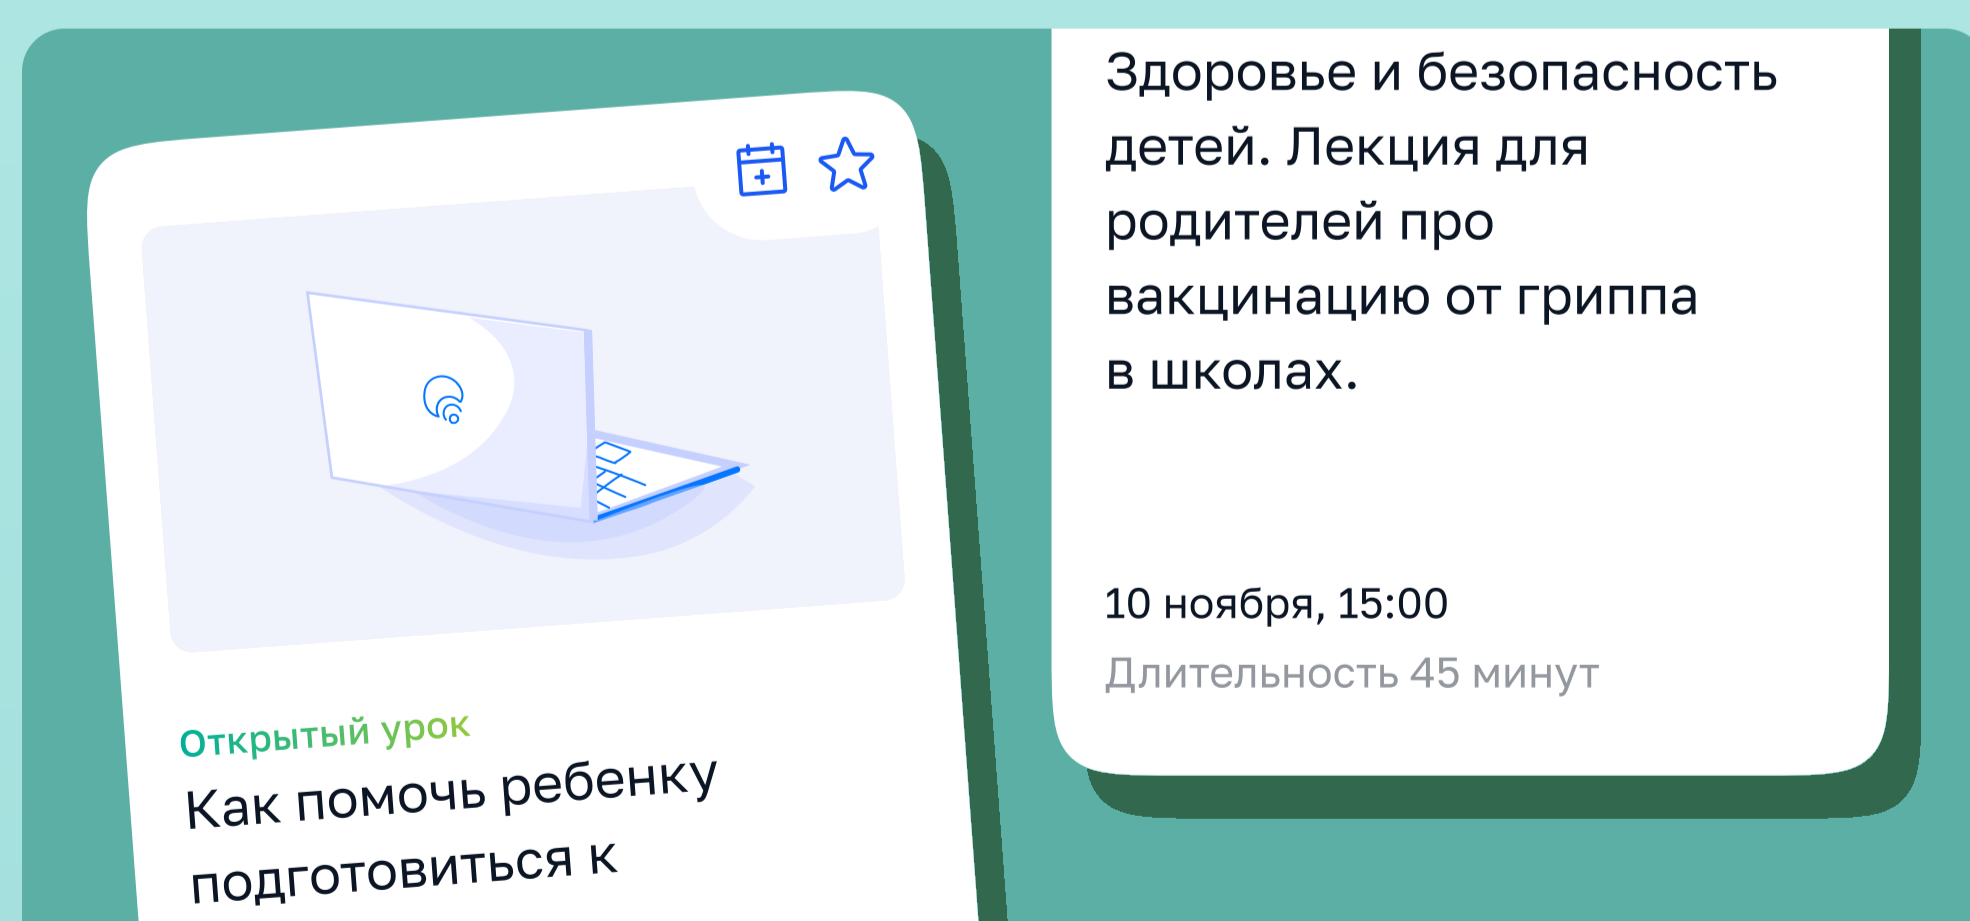 Открытый урок
Как помочь ребенку
подготовиться к
Здоровье и безопасность
детей. Лекция для
родителей про
вакцинацию от гриппа
в школах.
10 ноября, 15:00
Длительность 45 минут